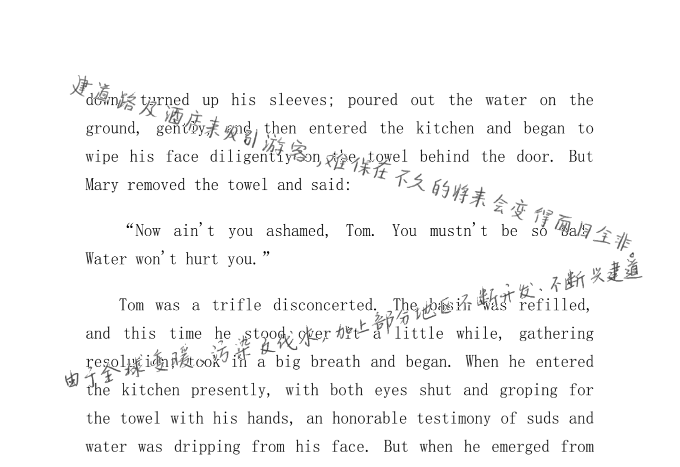 建道路及酒店来吸引游客,难保在不久的将来会变得面目全非。
down, turned up his sleeves; poured out the water on the
ground, gently, and then entered the kitchen and began to
wipe his face diligently on the towel behind the door. But
Mary removed the towel and said:
“Now ain't you ashamed, Tom. You mustn't be so bad.
Water won't hurt you.”
Tom was a trifle disconcerted. The basin was refilled,
and this time he stood over it a little while, gathering
resolution; took in a big breath and began. When he entered
the kitchen presently, with both eyes shut and groping for
the towel with his hands, an honorable testimony of suds and
water was dripping from his face. But when he emerged from
由于全球变暖、污染及伐木,加上部分地区不断开发、不断兴建道